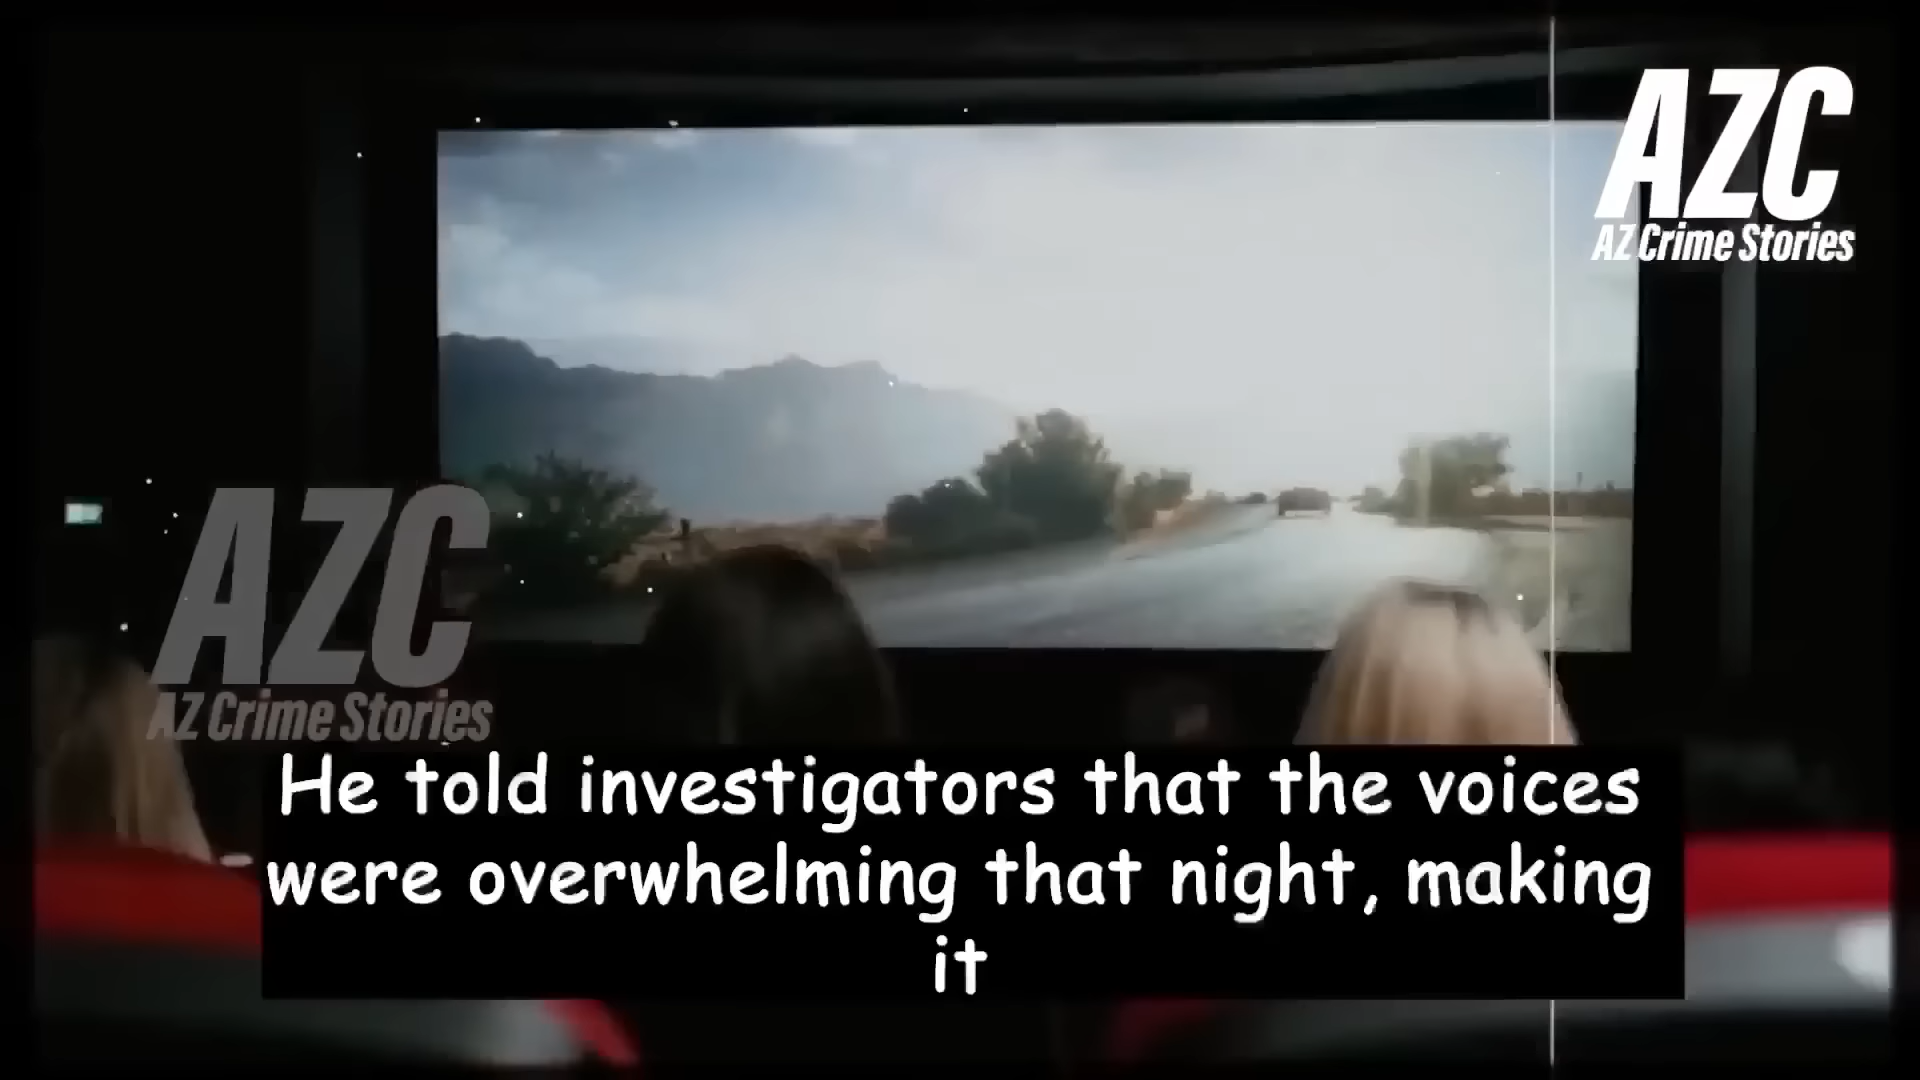 AZC
AZ Crime Stories
AZC
AZ Crime Stories
He told investigators that the voices
were overwhelming that night, making
it